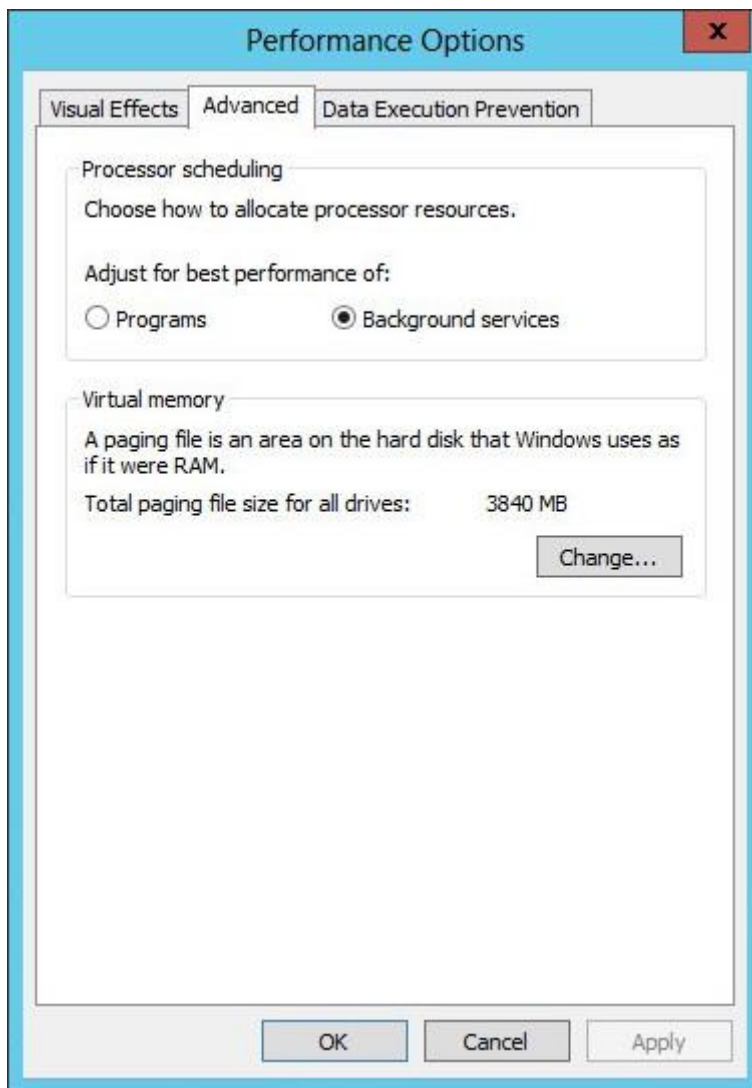 Performance Options
x
Visual Effects Advanced Data Execution Prevention
Processor scheduling
Choose how to allocate processor resources.
Adjust for best performance of:
Programs Background services
Virtual memory
A paging file is an area on the hard disk that Windows uses as
if it were RAM.
Total paging file size for all drives: 3840 MB
Change...
OK Cancel Apply